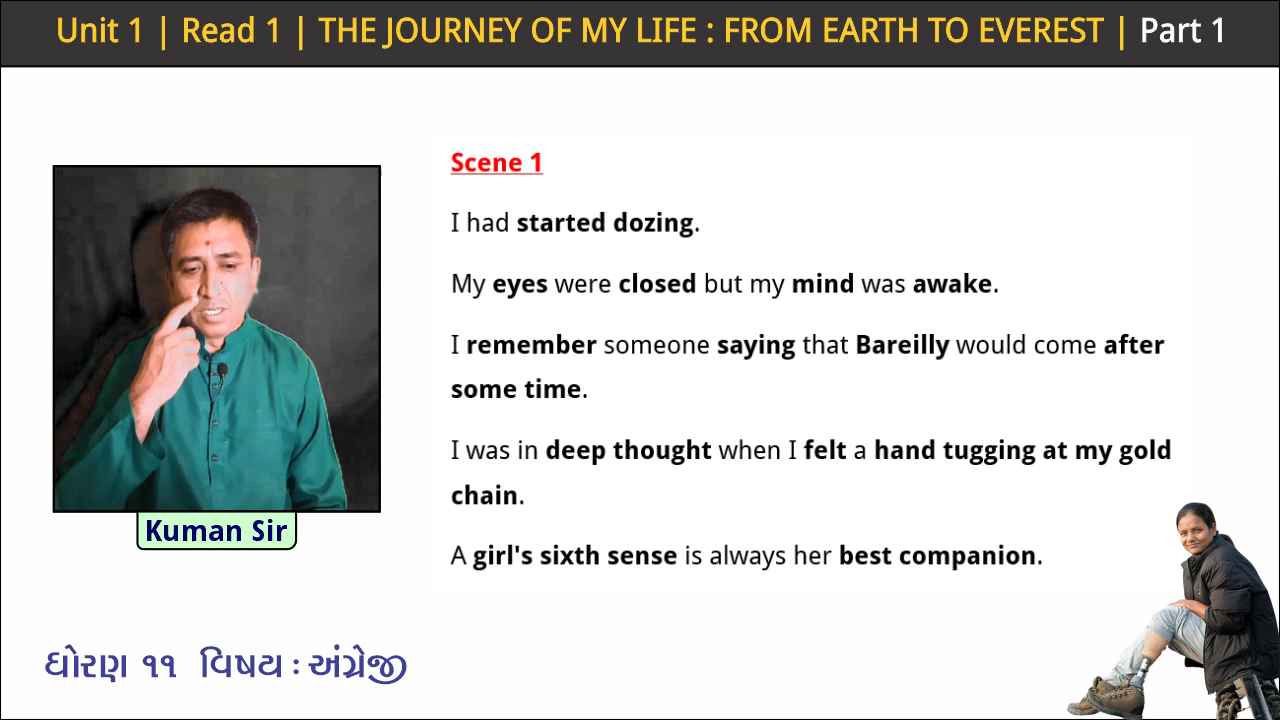 Unit 1 | Read 1 | THE JOURNEY OF MY LIFE : FROM EARTH TO EVEREST | Part 1
Scene 1
I had started dozing.
My eyes were closed but my mind was awake.
I remember someone saying that Bareilly would come after
some time.
I was in deep thought when I felt a hand tugging at my gold
chain.
A girl's sixth sense is always her best companion.
Kuman Sir
ધોરણ ૧૧ વિષય : અંગ્રેજી